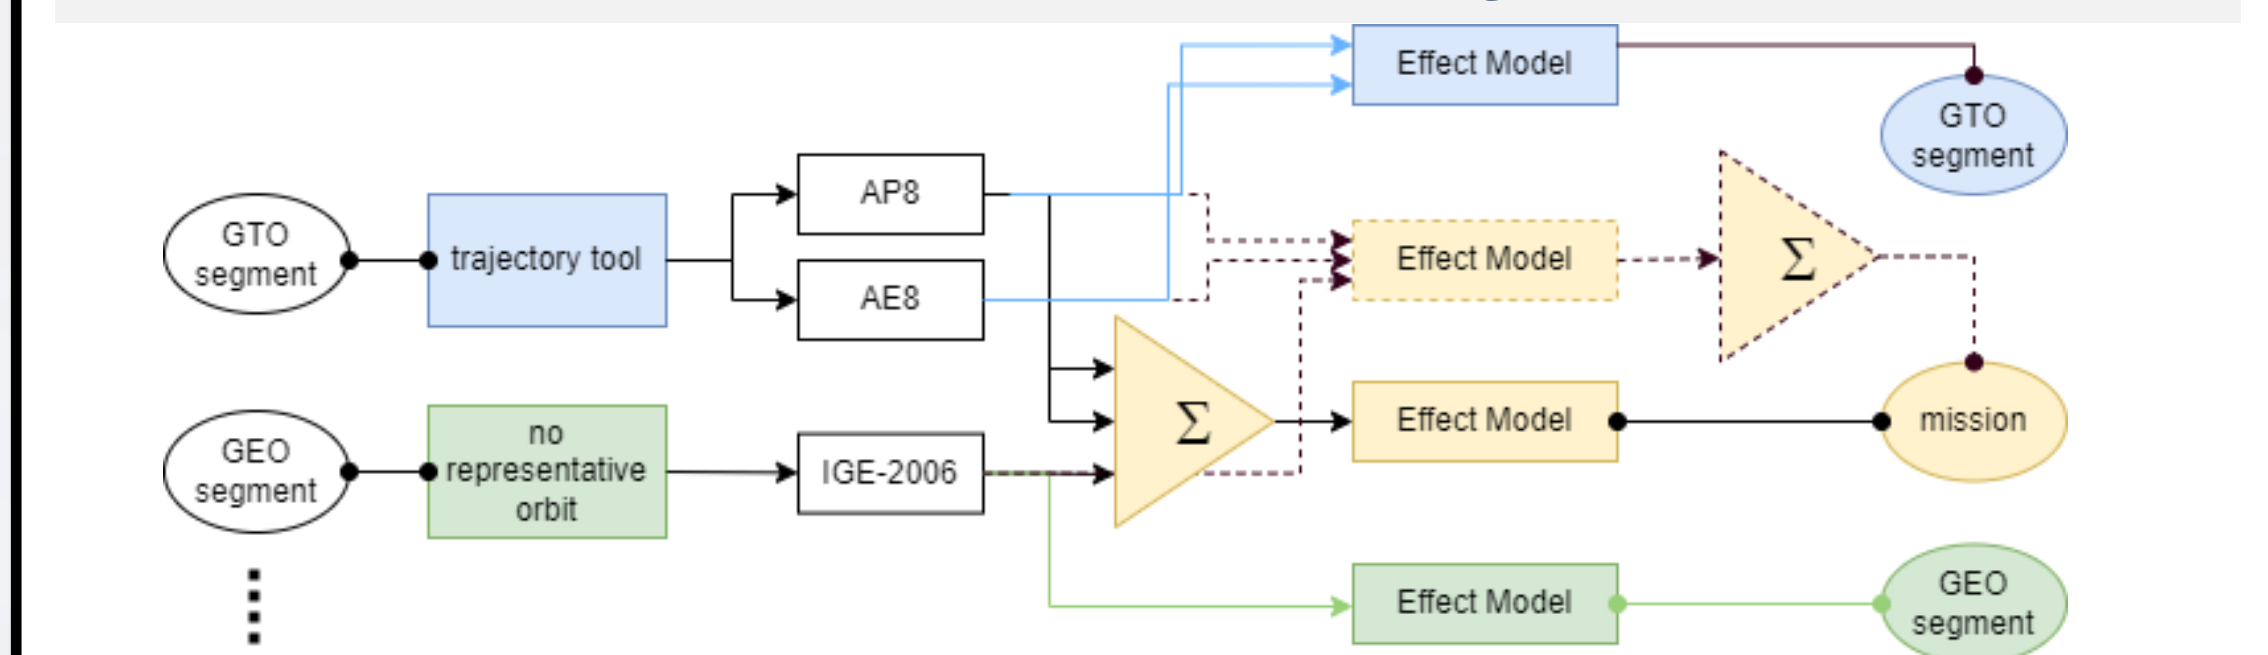 Effect Model
GTO
segment
AP8
GTO
segment
trajectory tool
Effect Model
Σ
AE8
no
representative
orbit
GEO
segment
IGE-2006
Σ
Effect Model
mission
Effect Model
GEO
segment